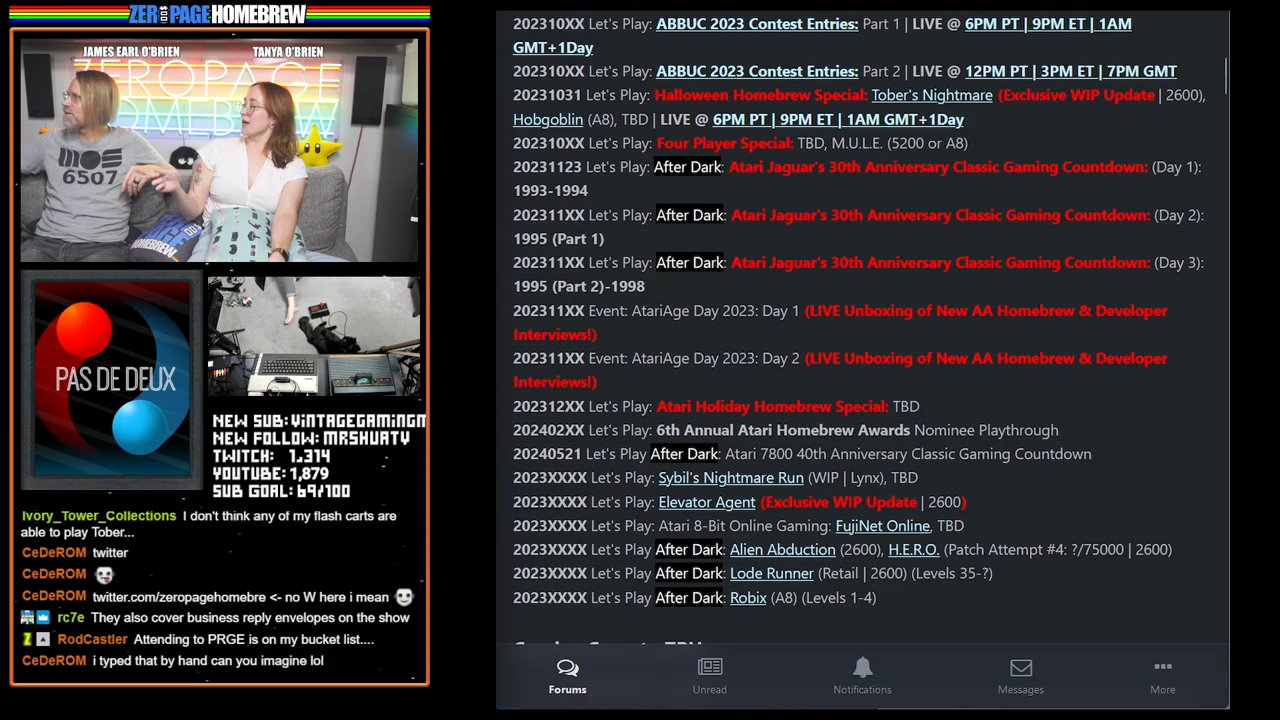 ZEROPAGE HOMEBREW
JAMES EARL O'BRIEN
TANYA O'BRIEN
ZEROPAGE
HOMEBREW
MOS
6507
PAS DE DEUX
NEW SUB: VINTAGEGAMINGM
NEW FOLLOW: MRSHUATV
TWITCH: 1,314
YOUTUBE: 1,879
SUB GOAL: 69/100
Ivory_Tower_Collections I don't think any of my flash carts are
able to play Tober...
CeDeROM twitter
CeDeROM
CeDeROM twitter.com/zeropagehomebre <- no W here i mean
rc7e They also cover business reply envelopes on the show
RodCastler Attending to PRGE is on my bucket list....
CeDeROM i typed that by hand can you imagine lol
202310XX Let's Play: ABBUC 2023 Contest Entries: Part 1 | LIVE @ 6PM PT | 9PM ET | 1AM
GMT+1Day
202310XX Let's Play: ABBUC 2023 Contest Entries: Part 2 | LIVE @ 12PM PT | 3PM ET | 7PM GMT
20231031 Let's Play: Halloween Homebrew Special: Tober's Nightmare (Exclusive WIP Update | 2600),
Hobgoblin (A8), TBD | LIVE @ 6PM PT | 9PM ET | 1AM GMT+1Day
202310XX Let's Play: Four Player Special: TBD, M.U.L.E. (5200 or A8)
20231123 Let's Play: After Dark: Atari Jaguar's 30th Anniversary Classic Gaming Countdown: (Day 1):
1993-1994
202311XX Let's Play: After Dark: Atari Jaguar's 30th Anniversary Classic Gaming Countdown: (Day 2):
1995 (Part 1)
202311XX Let's Play: After Dark: Atari Jaguar's 30th Anniversary Classic Gaming Countdown: (Day 3):
1995 (Part 2)-1998
202311XX Event: AtariAge Day 2023: Day 1 (LIVE Unboxing of New AA Homebrew & Developer
Interviews!)
202311XX Event: AtariAge Day 2023: Day 2 (LIVE Unboxing of New AA Homebrew & Developer
Interviews!)
202312XX Let's Play: Atari Holiday Homebrew Special: TBD
202402XX Let's Play: 6th Annual Atari Homebrew Awards Nominee Playthrough
20240521 Let's Play After Dark: Atari 7800 40th Anniversary Classic Gaming Countdown
2023XXXX Let's Play: Sybil's Nightmare Run (WIP | Lynx), TBD
2023XXXX Let's Play: Elevator Agent (Exclusive WIP Update | 2600)
2023XXXX Let's Play: Atari 8-Bit Online Gaming: FujiNet Online, TBD
2023XXXX Let's Play After Dark: Alien Abduction (2600), H.E.R.O. (Patch Attempt #4: ?/75000 | 2600)
2023XXXX Let's Play After Dark: Lode Runner (Retail | 2600) (Levels 35-?)
2023XXXX Let's Play After Dark: Robix (A8) (Levels 1-4)
Forums
Unread
Notifications
Messages
More